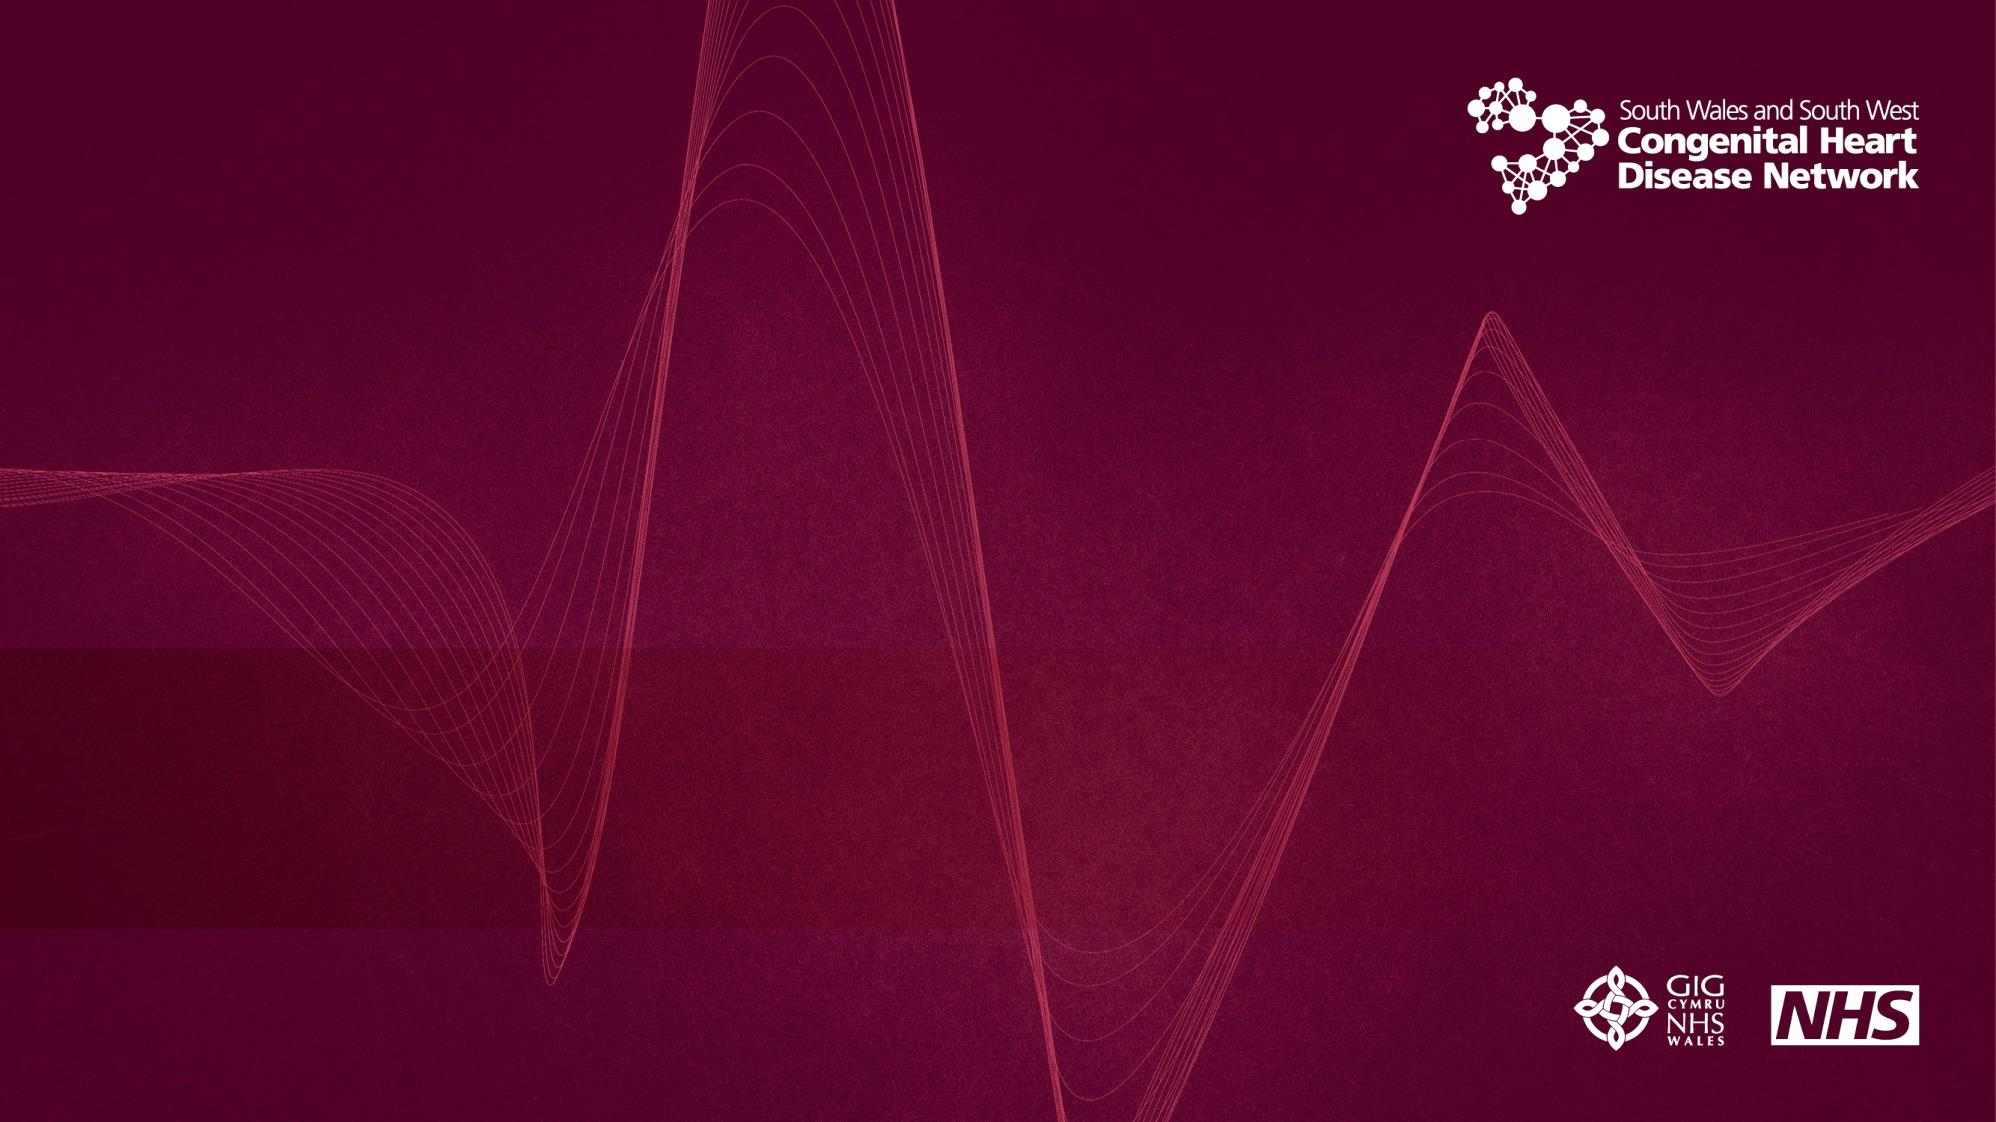 South Wales and South West
Congenital Heart
Disease Network
GIG
CYMRU
NHS
WALES
NHS